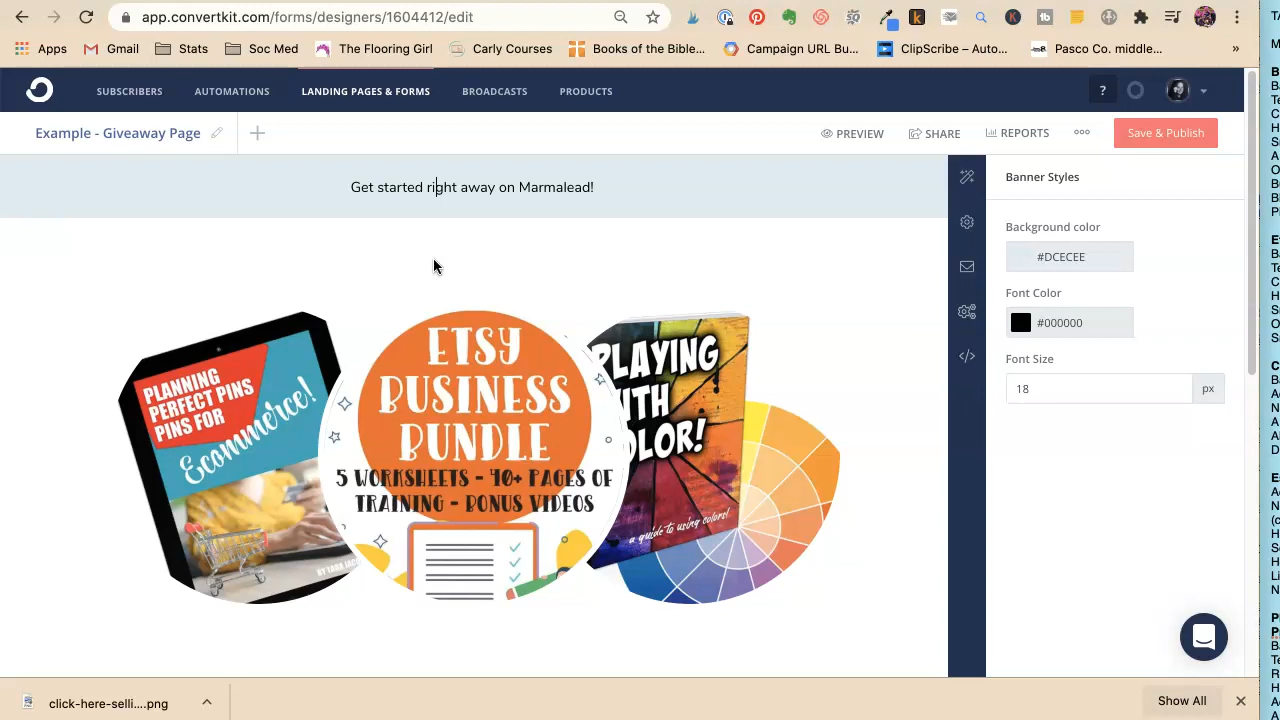 app.convertkit.com/forms/designers/1604412/edit
Apps Gmail Stats Soc Med The Flooring Girl Carly Courses Books of the Bible... Campaign URL Bu... ClipScribe – Auto... Pasco Co. middle... »
SUBSCRIBERS AUTOMATIONS LANDING PAGES & FORMS BROADCASTS PRODUCTS ?
Example - Giveaway Page PREVIEW SHARE REPORTS Save & Publish
Get started right away on Marmalead!
Banner Styles
Background color
#DCECEE
Font Color
#000000
Font Size
18 px
PLANNING
PERFECT PINS
PINS FOR
Ecommerce!
ETSY
BUSINESS
BUNDLE
5 WORKSHEETS - 40+ PAGES OF
TRAINING - BONUS VIDEOS
PLAYING
WITH
COLOR!
a guide to using colors!
click-here-selli....png Show All